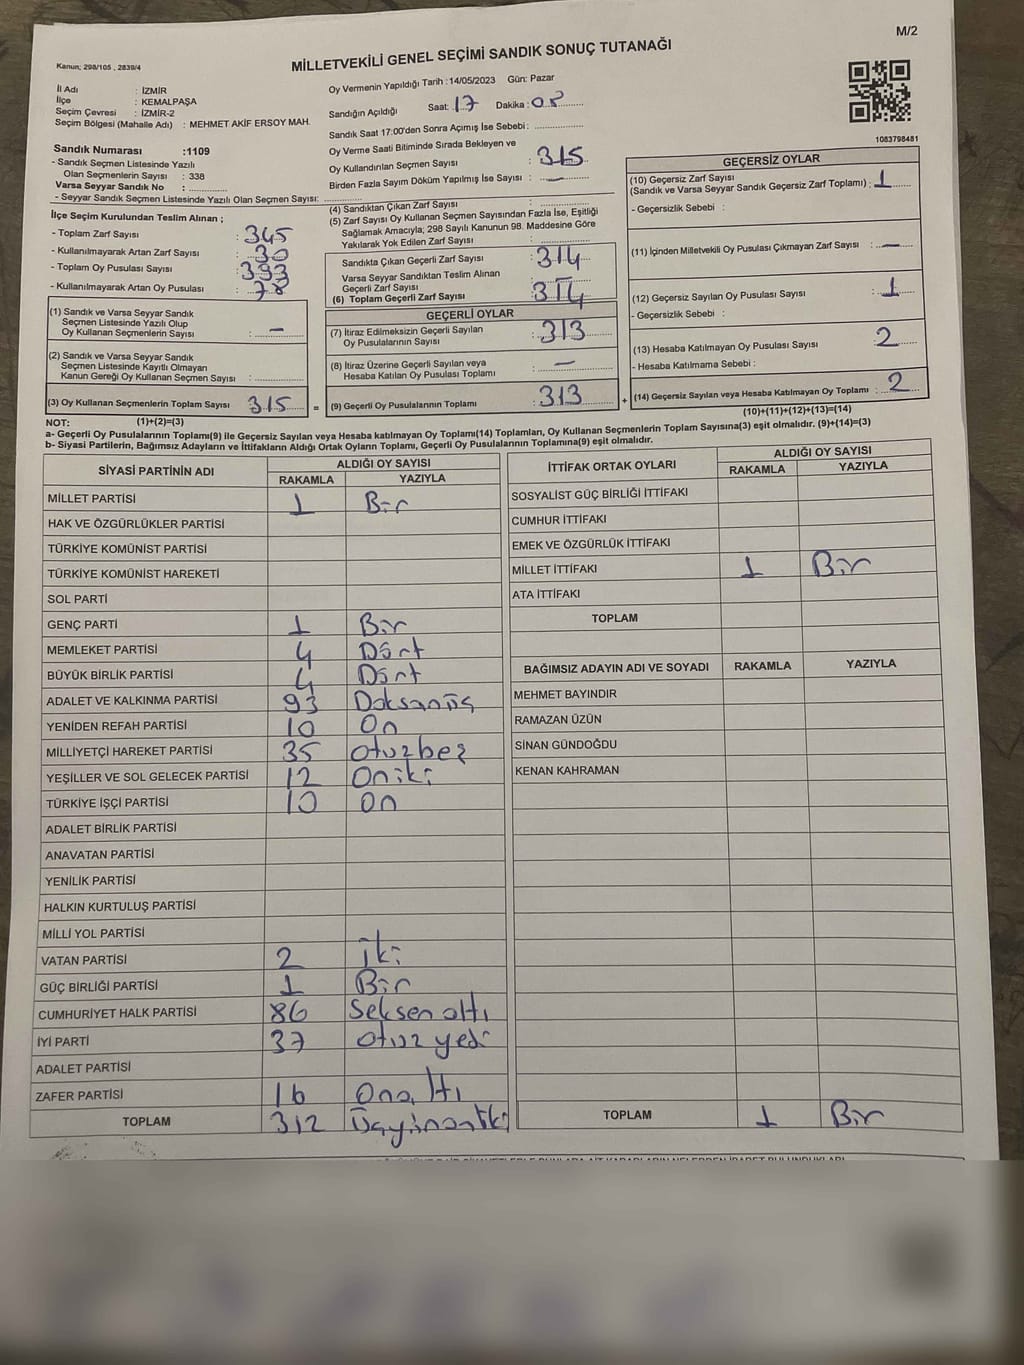 M/2
Kanun; 298/105 , 2839/4
MİLLETVEKİLİ GENEL SEÇİMİ SANDIK SONUÇ TUTANAĞI
İl Adı : İZMİR
İlçe : KEMALPAŞA
Seçim Çevresi : İZMİR-2
Seçim Bölgesi (Mahalle Adı) : MEHMET AKİF ERSOY MAH.
Sandık Numarası :1109
- Sandık Seçmen Listesinde Yazılı
Olan Seçmenlerin Sayısı : 338
Varsa Seyyar Sandık No : ............
- Seyyar Sandık Seçmen Listesinde Yazılı Olan Seçmen Sayısı: ............
İlçe Seçim Kurulundan Teslim Alınan ;
- Toplam Zarf Sayısı : 345
- Kullanılmayarak Artan Zarf Sayısı : 30
- Toplam Oy Pusulası Sayısı : 393
- Kullanılmayarak Artan Oy Pusulası : 78
(1) Sandık ve Varsa Seyyar Sandık
Seçmen Listesinde Yazılı Olup
Oy Kullanan Seçmenlerin Sayısı : –
(2) Sandık ve Varsa Seyyar Sandık
Seçmen Listesinde Kayıtlı Olmayan
Kanun Gereği Oy Kullanan Seçmen Sayısı : ............
(3) Oy Kullanan Seçmenlerin Toplam Sayısı 315 =
(1)+(2)=(3)
Oy Vermenin Yapıldığı Tarih : 14/05/2023 Gün: Pazar
Sandığın Açıldığı Saat: 17 Dakika : 05
Sandık Saat 17:00'den Sonra Açımış İse Sebebi: ............
Oy Verme Saati Bitiminde Sırada Bekleyen ve
Oy Kullandırılan Seçmen Sayısı : 315
Birden Fazla Sayım Döküm Yapılmış İse Sayısı : –
(4) Sandıktan Çıkan Zarf Sayısı : ............
(5) Zarf Sayısı Oy Kullanan Seçmen Sayısından Fazla İse, Eşitliği
Sağlamak Amacıyla, 298 Sayılı Kanunun 98. Maddesine Göre
Yakılarak Yok Edilen Zarf Sayısı : ............
Sandıkta Çıkan Geçerli Zarf Sayısı : 314
Varsa Seyyar Sandıktan Teslim Alınan
Geçerli Zarf Sayısı : ............
(6) Toplam Geçerli Zarf Sayısı : 314
GEÇERLİ OYLAR
(7) İtiraz Edilmeksizin Geçerli Sayılan
Oy Pusulalarının Sayısı : 313
(8) İtiraz Üzerine Geçerli Sayılan veya
Hesaba Katılan Oy Pusulası Toplamı : –
(9) Geçerli Oy Pusulalarının Toplamı : 313 +
1083798481
GEÇERSİZ OYLAR
(10) Geçersiz Zarf Sayısı
(Sandık ve Varsa Seyyar Sandık Geçersiz Zarf Toplamı) : 1
- Geçersizlik Sebebi :
(11) İçinden Milletvekili Oy Pusulası Çıkmayan Zarf Sayısı : –
(12) Geçersiz Sayılan Oy Pusulası Sayısı : 1
- Geçersizlik Sebebi :
(13) Hesaba Katılmayan Oy Pusulası Sayısı : 2
- Hesaba Katılmama Sebebi :
(14) Geçersiz Sayılan veya Hesaba Katılmayan Oy Toplamı : 2
(10)+(11)+(12)+(13)=(14)
NOT:
a- Geçerli Oy Pusulalarının Toplamı(9) ile Geçersiz Sayılan veya Hesaba katılmayan Oy Toplamı(14) Toplamları, Oy Kullanan Seçmenlerin Toplam Sayısına(3) eşit olmalıdır. (9)+(14)=(3)
b- Siyasi Partilerin, Bağımsız Adayların ve İttifakların Aldığı Ortak Oyların Toplamı, Geçerli Oy Pusulalarının Toplamına(9) eşit olmalıdır.
SİYASİ PARTİNİN ADI ALDIĞI OY SAYISI
RAKAMLA YAZIYLA
MİLLET PARTİSİ 1 Bir
HAK VE ÖZGÜRLÜKLER PARTİSİ
TÜRKİYE KOMÜNİST PARTİSİ
TÜRKİYE KOMÜNİST HAREKETİ
SOL PARTİ
GENÇ PARTİ 1 Bir
MEMLEKET PARTİSİ 4 Dört
BÜYÜK BİRLİK PARTİSİ 4 Dört
ADALET VE KALKINMA PARTİSİ 93 Doksanüç
YENİDEN REFAH PARTİSİ 10 On
MİLLİYETÇİ HAREKET PARTİSİ 35 otuzbeş
YEŞİLLER VE SOL GELECEK PARTİSİ 12 Oniki
TÜRKİYE İŞÇİ PARTİSİ 10 On
ADALET BİRLİK PARTİSİ
ANAVATAN PARTİSİ
YENİLİK PARTİSİ
HALKIN KURTULUŞ PARTİSİ
MİLLİ YOL PARTİSİ
VATAN PARTİSİ 2 İki
GÜÇ BİRLİĞİ PARTİSİ 1 Bir
CUMHURİYET HALK PARTİSİ 86 Seksen altı
İYİ PARTİ 37 otuz yedi
ADALET PARTİSİ
ZAFER PARTİSİ 16 Onaltı
TOPLAM 312
İTTİFAK ORTAK OYLARI ALDIĞI OY SAYISI
RAKAMLA YAZIYLA
SOSYALİST GÜÇ BİRLİĞİ İTTİFAKI
CUMHUR İTTİFAKI
EMEK VE ÖZGÜRLÜK İTTİFAKI
MİLLET İTTİFAKI 1 Bir
ATA İTTİFAKI
TOPLAM
BAĞIMSIZ ADAYIN ADI VE SOYADI RAKAMLA YAZIYLA
MEHMET BAYINDIR
RAMAZAN ÜZÜN
SİNAN GÜNDOĞDU
KENAN KAHRAMAN
TOPLAM 1 Bir